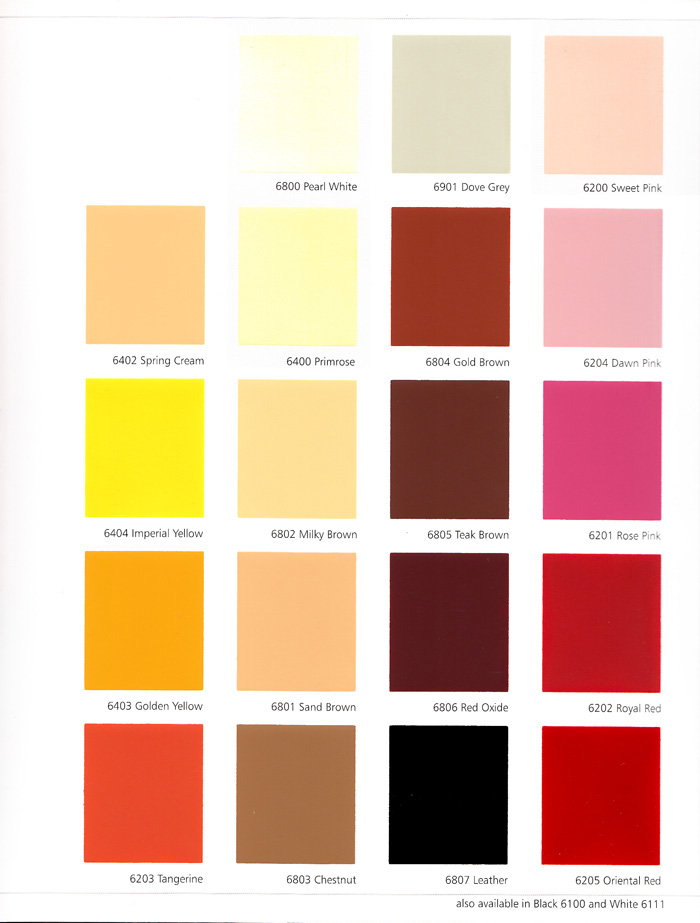 6800 Pearl White
6901 Dove Grey
6200 Sweet Pink
6402 Spring Cream
6400 Primrose
6804 Gold Brown
6204 Dawn Pink
6404 Imperial Yellow
6802 Milky Brown
6805 Teak Brown
6201 Rose Pink
6403 Golden Yellow
6801 Sand Brown
6806 Red Oxide
6202 Royal Red
6203 Tangerine
6803 Chestnut
6807 Leather
6205 Oriental Red
also available in Black 6100 and White 6111